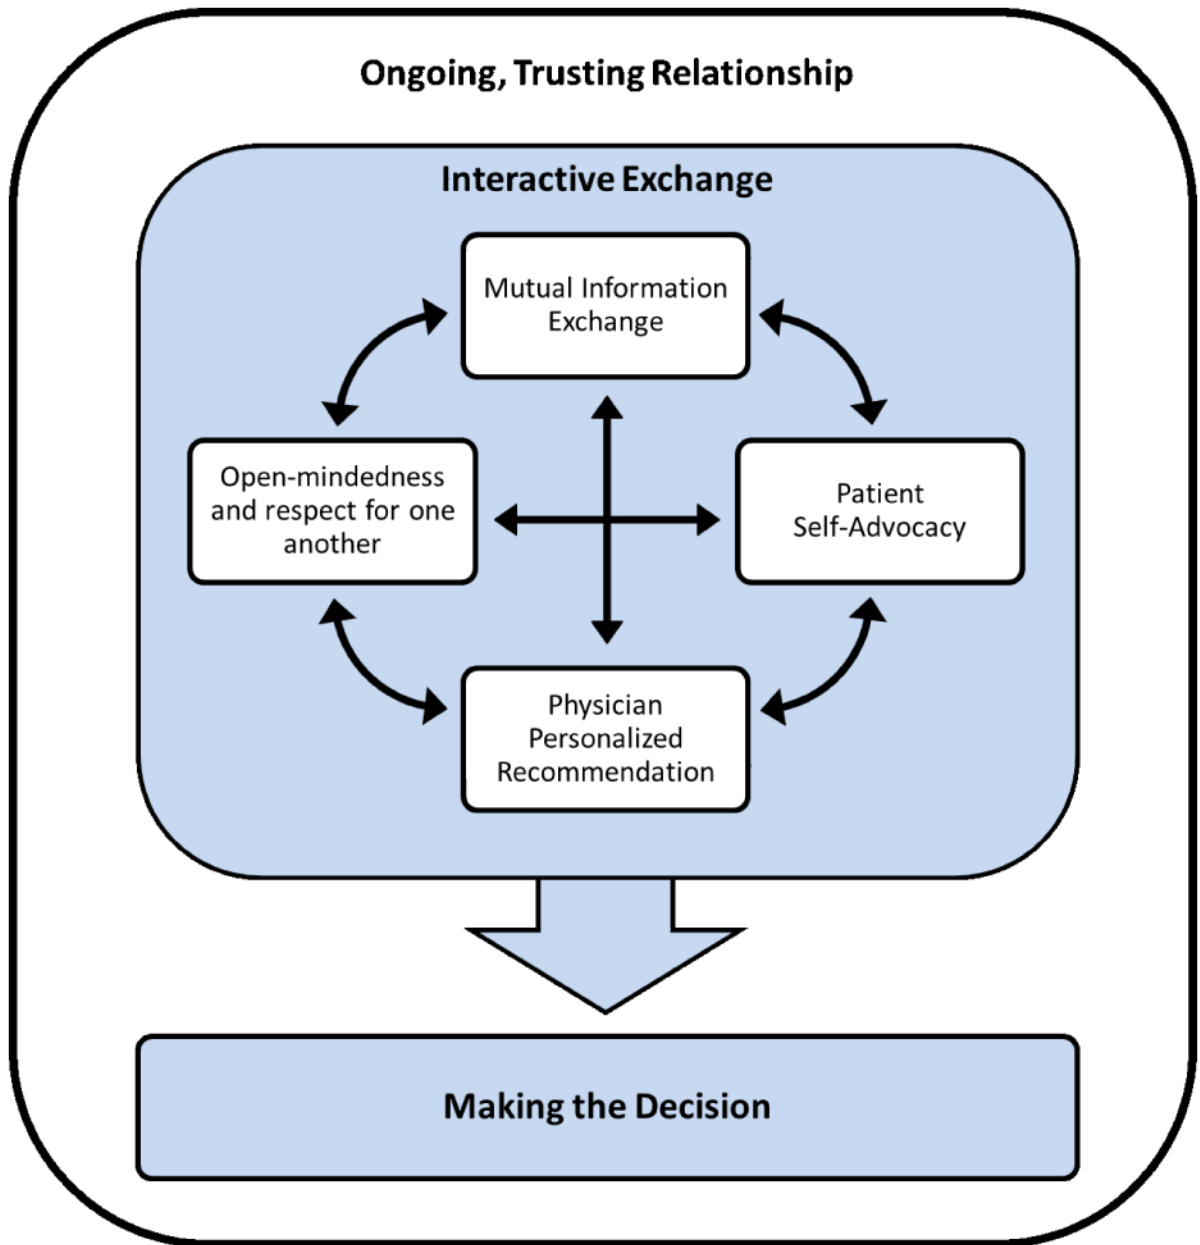 Ongoing, Trusting Relationship
Interactive Exchange
Mutual Information
Exchange
Open-mindedness
and respect for one
another
Patient
Self-Advocacy
Physician
Personalized
Recommendation
Making the Decision